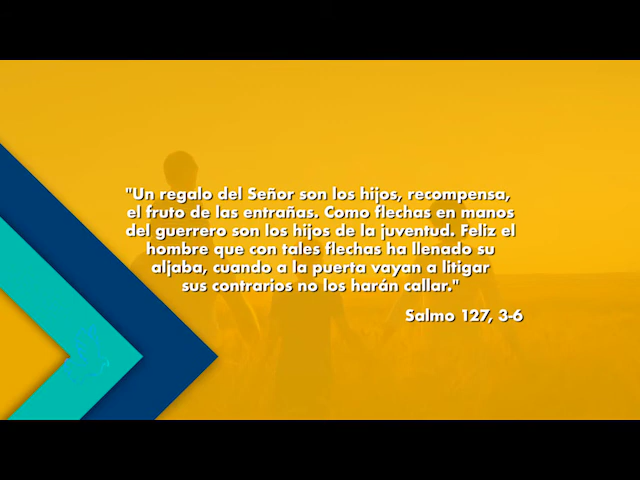 "Un regalo del Señor son los hijos, recompensa,
el fruto de las entrañas. Como flechas en manos
del guerrero son los hijos de la juventud. Feliz el
hombre que con tales flechas ha llenado su
aljaba, cuando a la puerta vayan a litigar
sus contrarios no los harán callar."
Salmo 127, 3-6